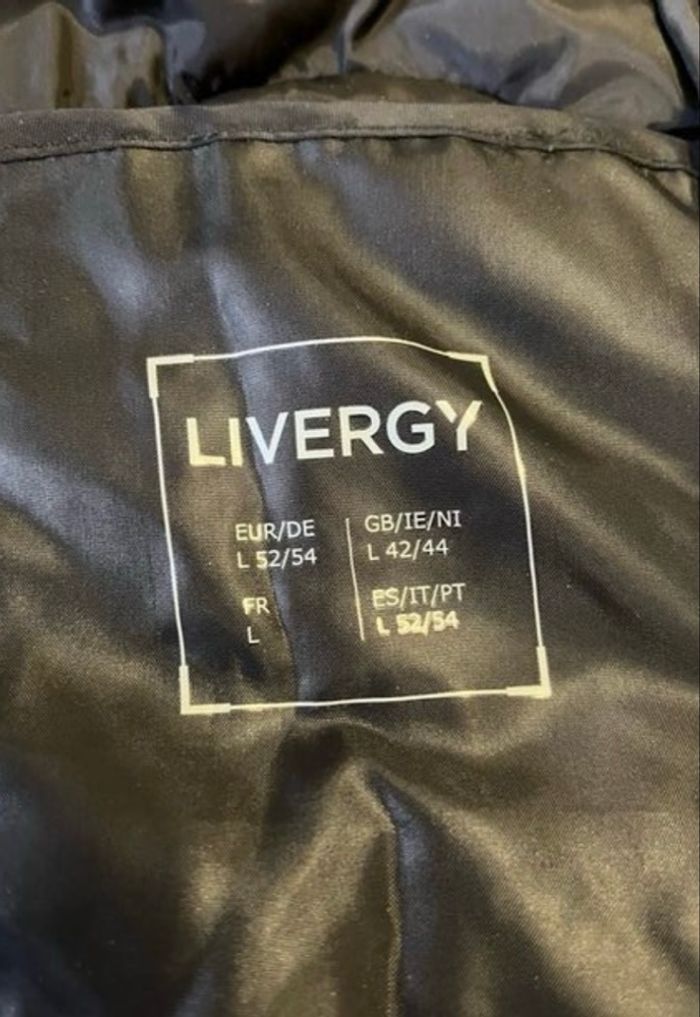 LIVERGY
EUR/DE
L 52/54
GB/IE/NI
L 42/44
FR
L
ES/IT/PT
L 52/54